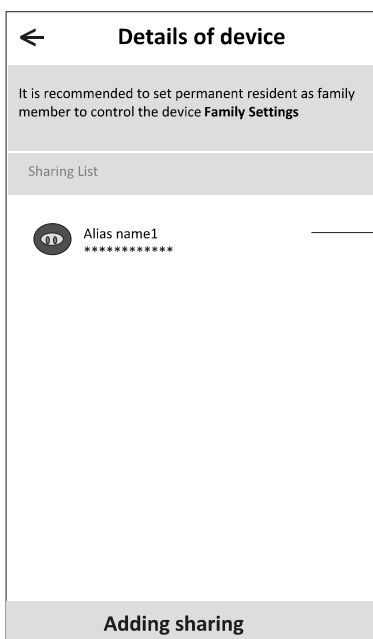 Details of device
It is recommended to set permanent resident as family
member to control the device Family Settings
Sharing List
Alias name1
************
Adding sharing